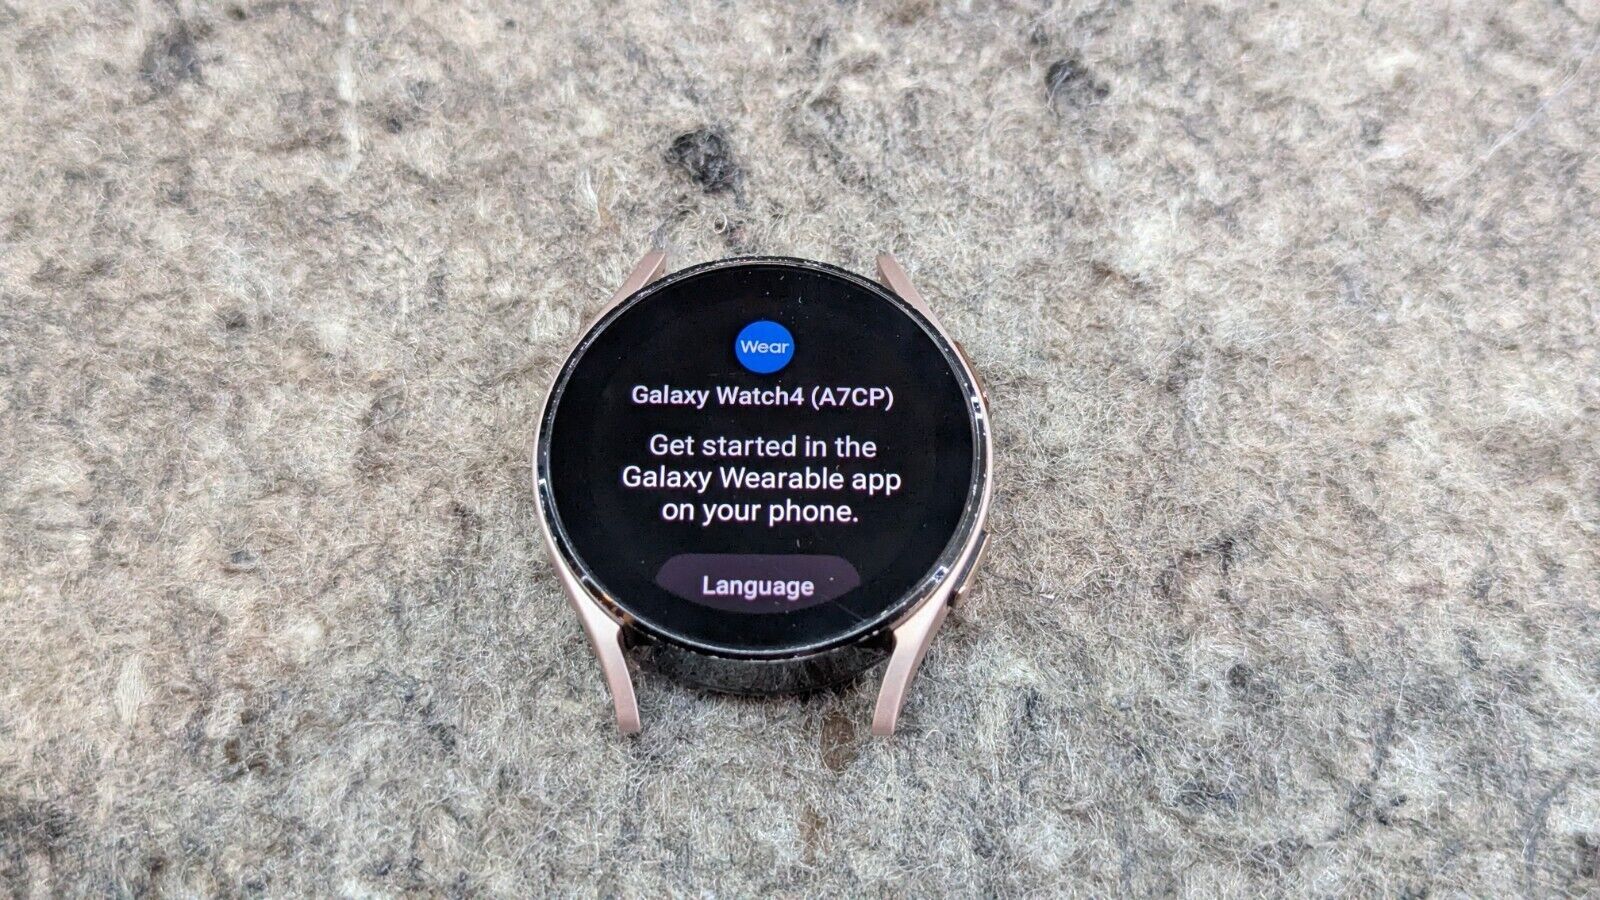 Wear
Galaxy Watch4 (A7CP)
Get started in the
Galaxy Wearable app
on your phone.
Language